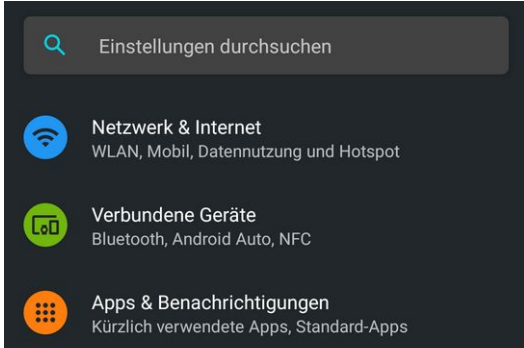 Einstellungen durchsuchen
Netzwerk & Internet
WLAN, Mobil, Datennutzung und Hotspot
Verbundene Geräte
Bluetooth, Android Auto, NFC
Apps & Benachrichtigungen
Kürzlich verwendete Apps, Standard-Apps